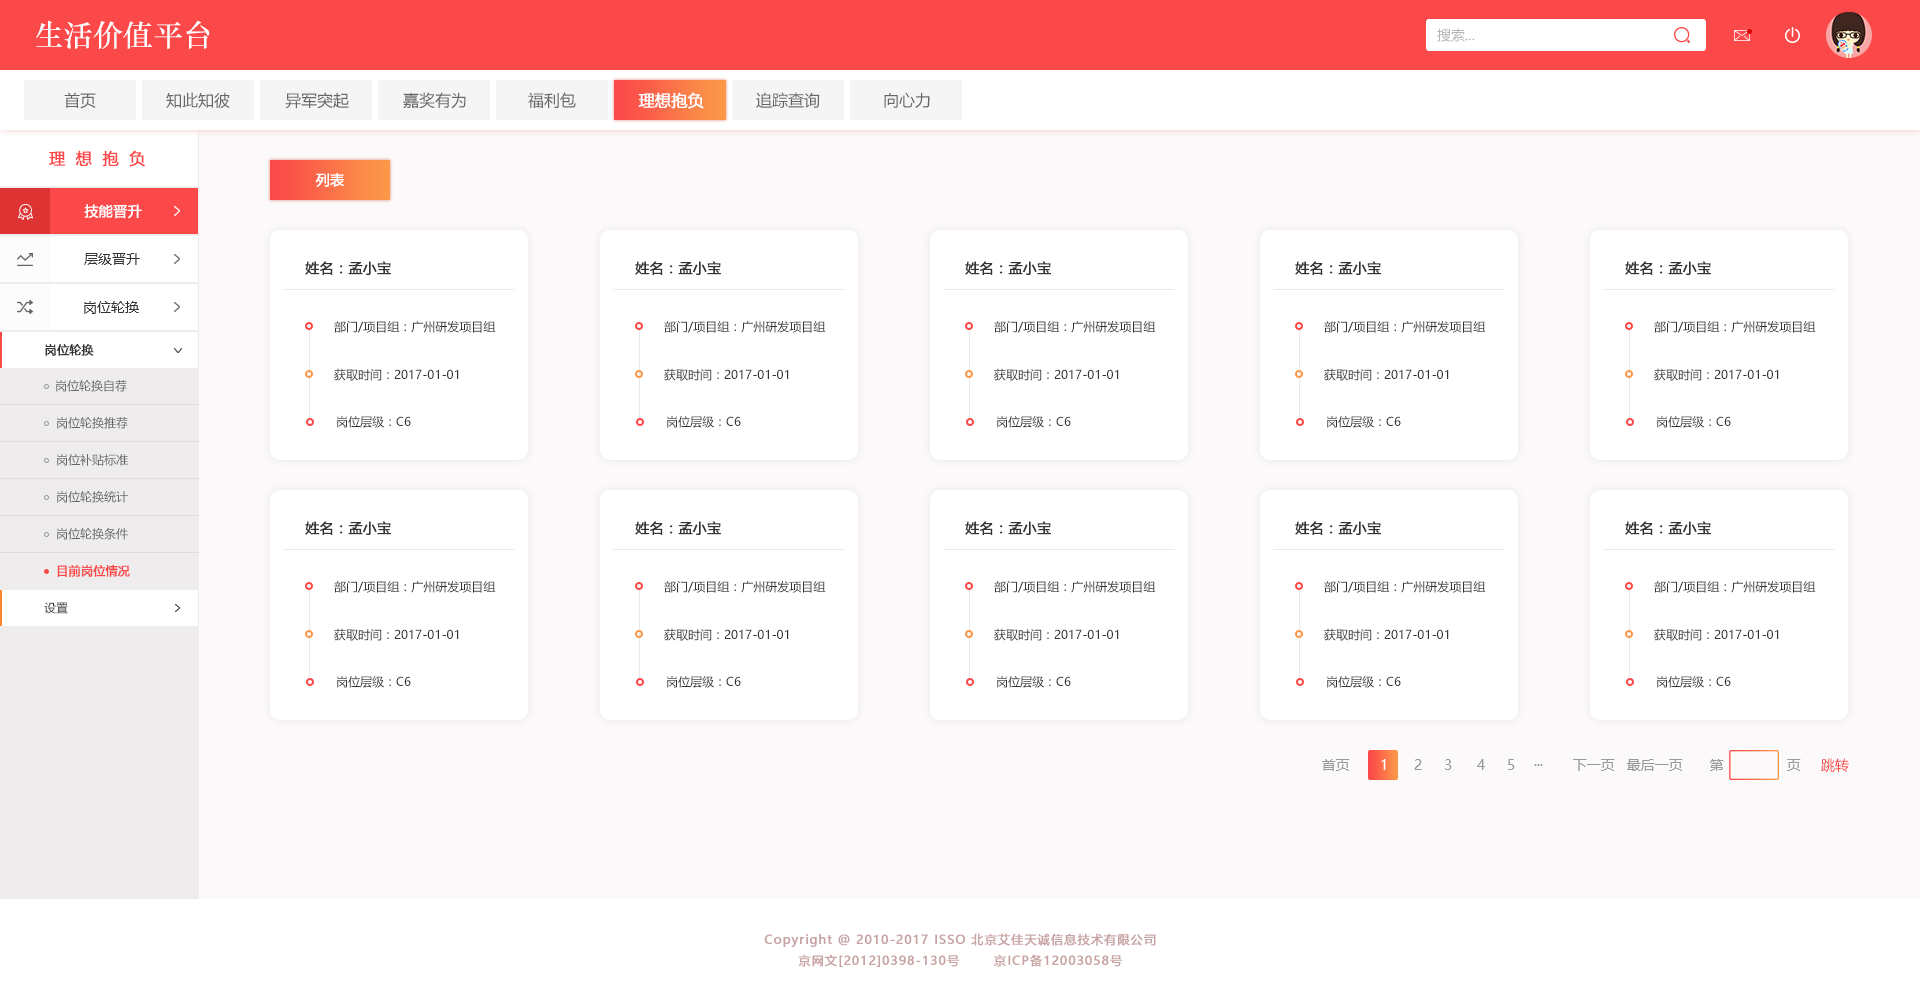 生活价值平台
搜索...
首页 知此知彼 异军突起 嘉奖有为 福利包 理想抱负 追踪查询 向心力
理想抱负
技能晋升
层级晋升
岗位轮换
岗位轮换
岗位轮换自荐
岗位轮换推荐
岗位补贴标准
岗位轮换统计
岗位轮换条件
目前岗位情况
设置
列表
姓名：孟小宝 姓名：孟小宝 姓名：孟小宝 姓名：孟小宝 姓名：孟小宝
部门/项目组：广州研发项目组 部门/项目组：广州研发项目组 部门/项目组：广州研发项目组 部门/项目组：广州研发项目组 部门/项目组：广州研发项目组
获取时间：2017-01-01 获取时间：2017-01-01 获取时间：2017-01-01 获取时间：2017-01-01 获取时间：2017-01-01
岗位层级：C6 岗位层级：C6 岗位层级：C6 岗位层级：C6 岗位层级：C6
姓名：孟小宝 姓名：孟小宝 姓名：孟小宝 姓名：孟小宝 姓名：孟小宝
部门/项目组：广州研发项目组 部门/项目组：广州研发项目组 部门/项目组：广州研发项目组 部门/项目组：广州研发项目组 部门/项目组：广州研发项目组
获取时间：2017-01-01 获取时间：2017-01-01 获取时间：2017-01-01 获取时间：2017-01-01 获取时间：2017-01-01
岗位层级：C6 岗位层级：C6 岗位层级：C6 岗位层级：C6 岗位层级：C6
首页 1 2 3 4 5 ... 下一页 最后一页 第 页 跳转
Copyright @ 2010-2017 ISSO 北京艾佳天诚信息技术有限公司
京网文[2012]0398-130号 京ICP备12003058号